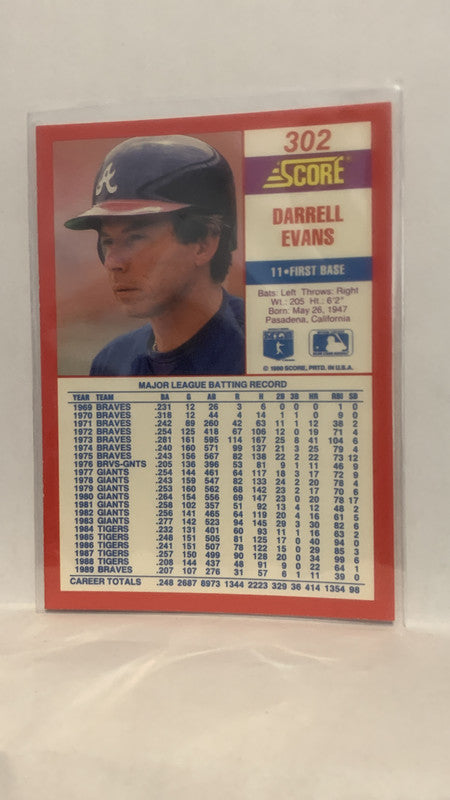 A
302
SCORE
DARRELL
EVANS
11•FIRST BASE
Bats: Left Throws: Right
Wt.: 205 Ht.: 6'2"
Born: May 26, 1947
Pasadena, California
© 1990 SCORE, PRTD. IN U.S.A.
MAJOR LEAGUE BATTING RECORD
YEAR TEAM BA G AB R H 2B 3B HR RBI SB
1969 BRAVES .231 12 26 3 6 0 0 0 1 0
1970 BRAVES .318 12 44 4 14 1 1 0 9 0
1971 BRAVES .242 89 260 42 63 11 1 12 38 2
1972 BRAVES .254 125 418 67 106 12 0 19 71 4
1973 BRAVES .281 161 595 114 167 25 8 41 104 6
1974 BRAVES .240 160 571 99 137 21 3 25 79 4
1975 BRAVES .243 156 567 82 138 22 2 22 73 12
1976 BRVS-GNTS .205 136 396 53 81 9 1 11 46 9
1977 GIANTS .254 144 461 64 117 18 3 17 72 9
1978 GIANTS .243 159 547 82 133 24 2 20 78 4
1979 GIANTS .253 160 562 68 142 23 2 17 70 6
1980 GIANTS .264 154 556 69 147 23 0 20 78 17
1981 GIANTS .258 102 357 51 92 13 4 12 48 2
1982 GIANTS .256 141 465 64 119 20 4 16 61 5
1983 GIANTS .277 142 523 94 145 29 3 30 82 6
1984 TIGERS .232 131 401 60 93 11 1 16 63 2
1985 TIGERS .248 151 505 81 125 17 0 40 94 0
1986 TIGERS .241 151 507 78 122 15 0 29 85 3
1987 TIGERS .257 150 499 90 128 20 0 34 99 6
1988 TIGERS .208 144 437 48 91 9 0 22 64 1
1989 BRAVES .207 107 276 31 57 6 1 11 39 0
CAREER TOTALS .248 2687 8973 1344 2223 329 36 414 1354 98